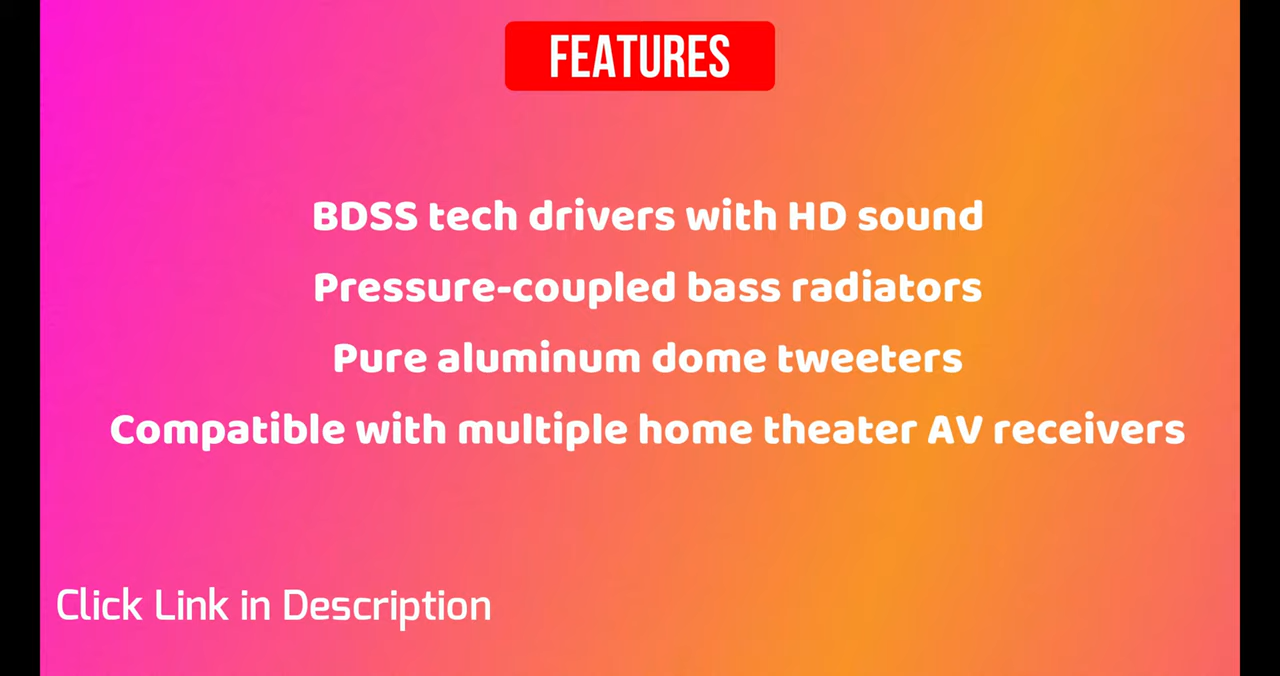 FEATURES
BDSS tech drivers with HD sound
Pressure-coupled bass radiators
Pure aluminum dome tweeters
Compatible with multiple home theater AV receivers
Click Link in Description